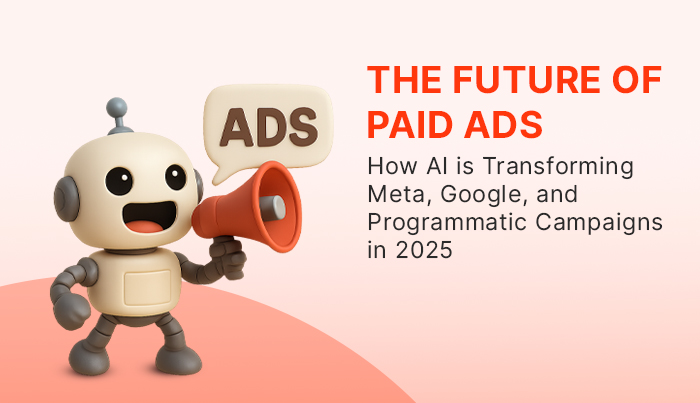 ADS
THE FUTURE OF
PAID ADS
How AI is Transforming
Meta, Google, and
Programmatic Campaigns
in 2025